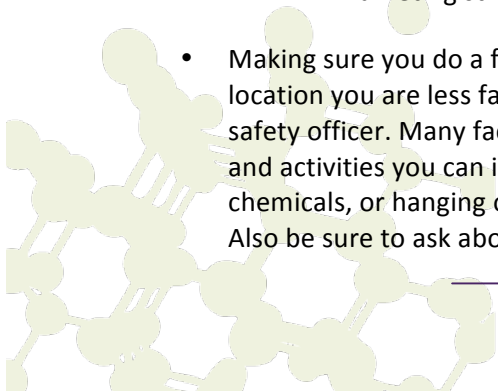 • Making sure you do a f
location you are less fa
safety officer. Many fac
and activities you can i
chemicals, or hanging
Also be sure to ask abo